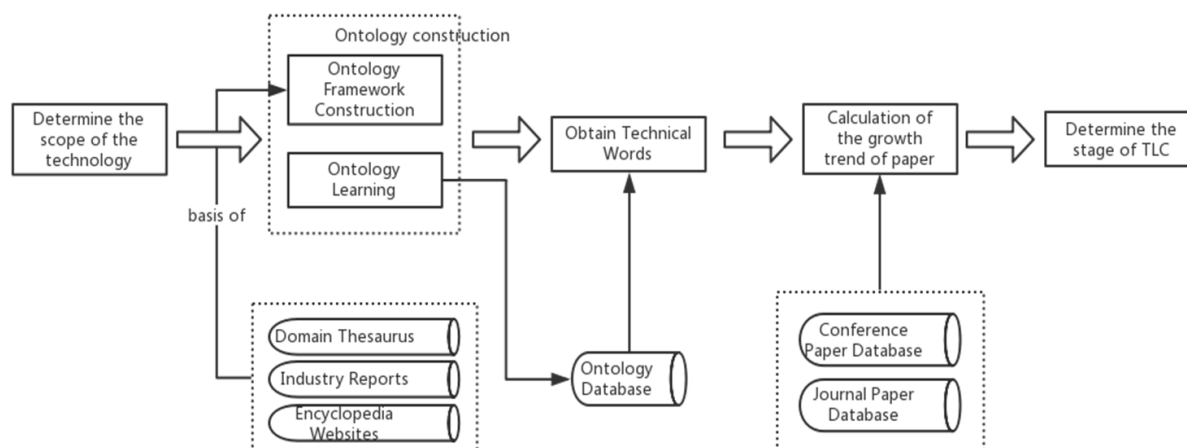 Ontology construction
Determine the
scope of the
technology
Ontology
Framework
Construction
Ontology
Learning
basis of
Obtain Technical
Words
Calculation of
the growth
trend of paper
Determine the
stage of TLC
Domain Thesaurus
Industry Reports
Encyclopedia
Websites
Ontology
Database
Conference
Paper Database
Journal Paper
Database